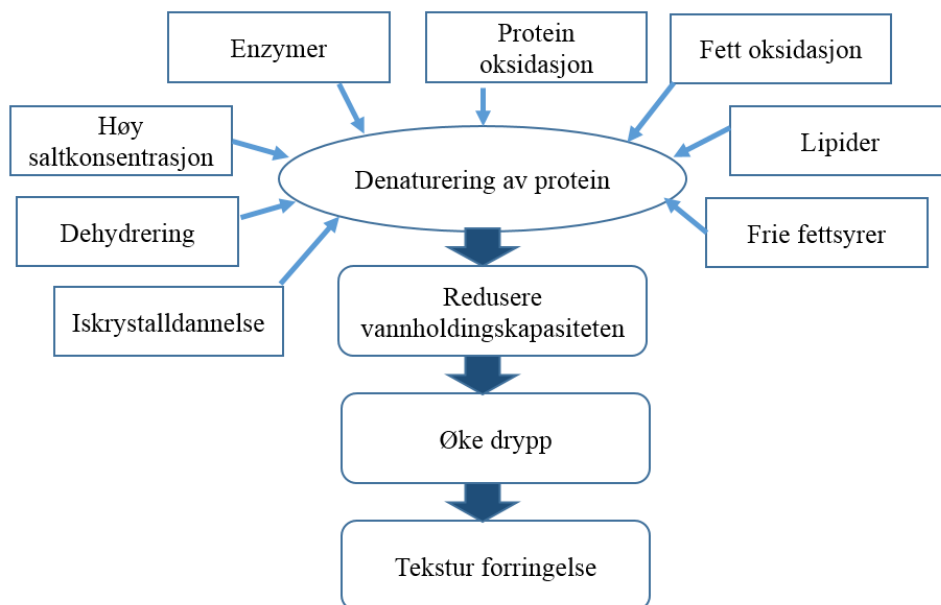 Enzymer
Protein
oksidasjon
Fett oksidasjon
Høy
saltkonsentrasjon
Lipider
Denaturering av protein
Dehydrering
Frie fettsyrer
Iskrystalldannelse
Redusere
vannholdingskapasiteten
Øke drypp
Tekstur forringelse